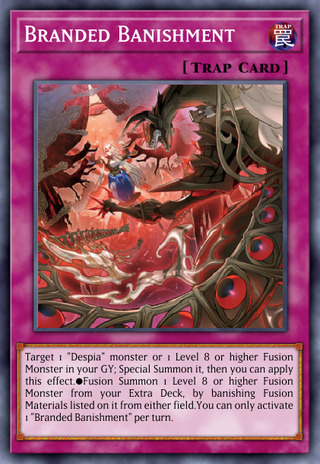 Branded Banishment
TRAP
罠
[Trap Card]
Target 1 "Despia" monster or 1 Level 8 or higher Fusion
Monster in your GY; Special Summon it, then you can apply
this effect.●Fusion Summon 1 Level 8 or higher Fusion
Monster from your Extra Deck, by banishing Fusion
Materials listed on it from either field.You can only activate
1 "Branded Banishment" per turn.